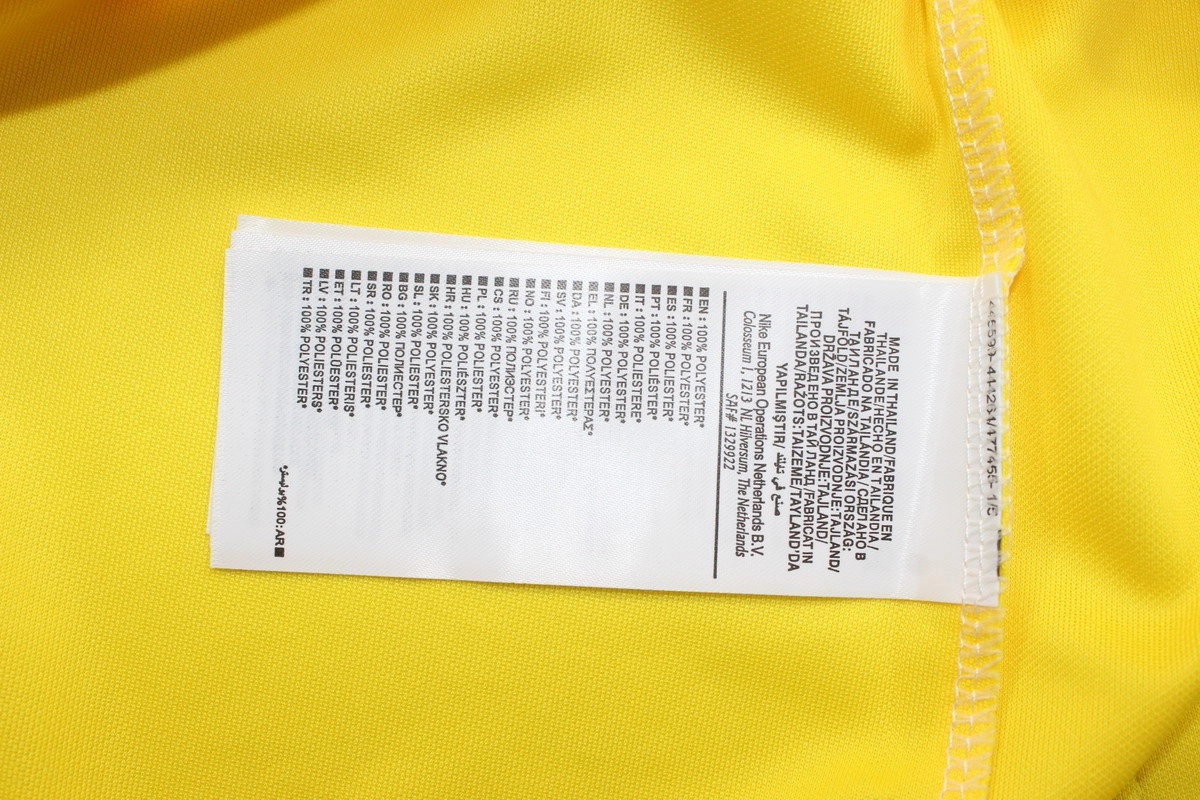 MADE IN THAILAND/FABRIQUE EN
THAILANDE/HECHO EN TAILANDIA/
FABRICADO NA TAILÂNDIA/СДЕЛАНО В
ТАИЛАНДЕ/SZÁRMAZÁSI ORSZÁG:
TÁJFÖLD/ZEMLJA PROIZVODNJE:TAJLAND/
DRŽAVA PROIZVODNJE:TAJLAND/
ПРОИЗВЕДЕНО В ТАЙЛАНД/FABRICAT IN
TAILANDA/RAŽOTS:TAIZEME/TAYLAND'DA
YAPILMIŞTIR/ صنع في تايلاند
Nike European Operations Netherlands B.V.
Colosseum 1, 1213 NL Hilversum, The Netherlands
SAF# 1329922
EN : 100% POLYESTER*
FR : 100% POLYESTER*
ES : 100% POLIÉSTER*
PT : 100% POLIÉSTER*
IT : 100% POLIESTERE*
DE : 100% POLYESTER*
NL : 100% POLYESTER*
EL : 100% ΠΟΛΥΕΣΤΕΡΑΣ*
DA : 100% POLYESTER*
SV : 100% POLYESTER*
FI : 100% POLYESTERI*
NO : 100% POLYESTER*
RU : 100% ПОЛИЭСТЕР*
CS : 100% POLYESTER*
PL : 100% POLIESTER*
HU : 100% POLIÉSZTER*
HR : 100% POLIESTERSKO VLAKNO*
SK : 100% POLYESTER*
SL : 100% POLIESTER*
BG : 100% ПОЛИЕСТЕР*
RO : 100% POLIESTER*
SR : 100% POLIESTER*
LT : 100% POLIESTERIS*
ET : 100% POLÜESTER*
LV : 100% POLIESTERS*
TR : 100% POLYESTER*
AR:100% بوليستر*